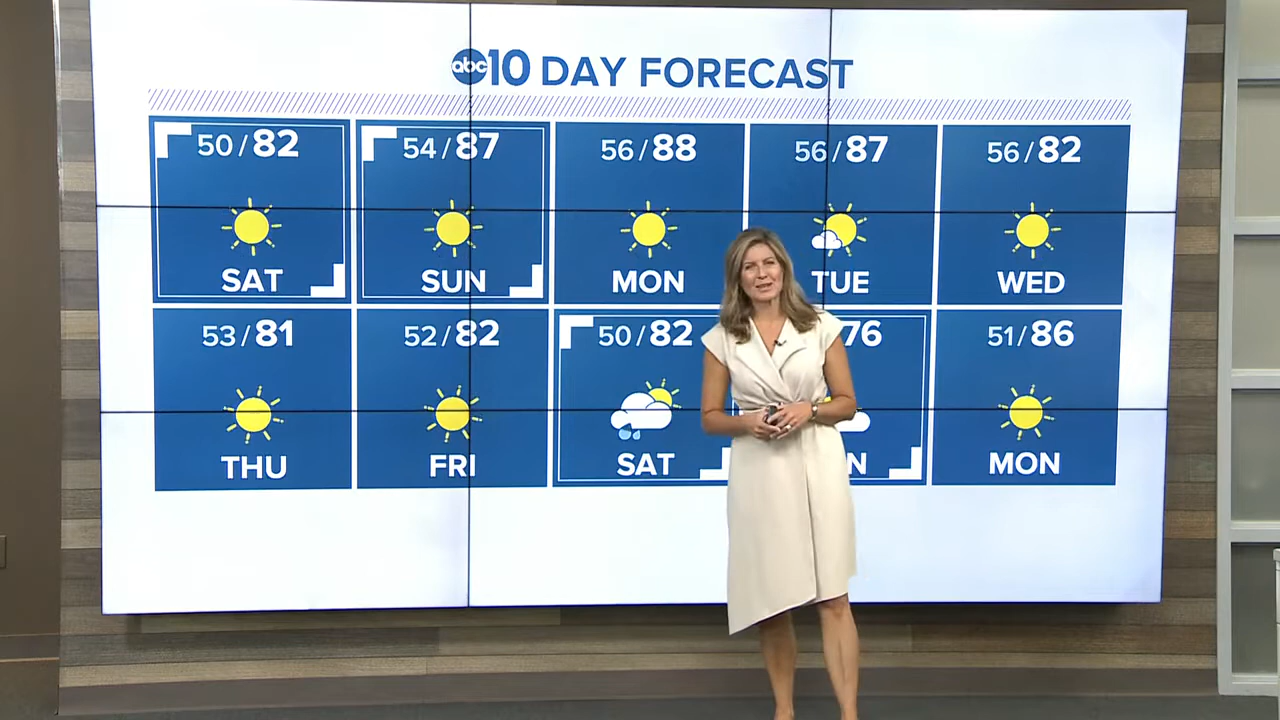 abc10 DAY FORECAST
50/82
54/87
56/88
56/87
56/82
SAT
SUN
MON
TUE
WED
53/81
52/82
50/82
76
51/86
THU
FRI
SAT
N
MON